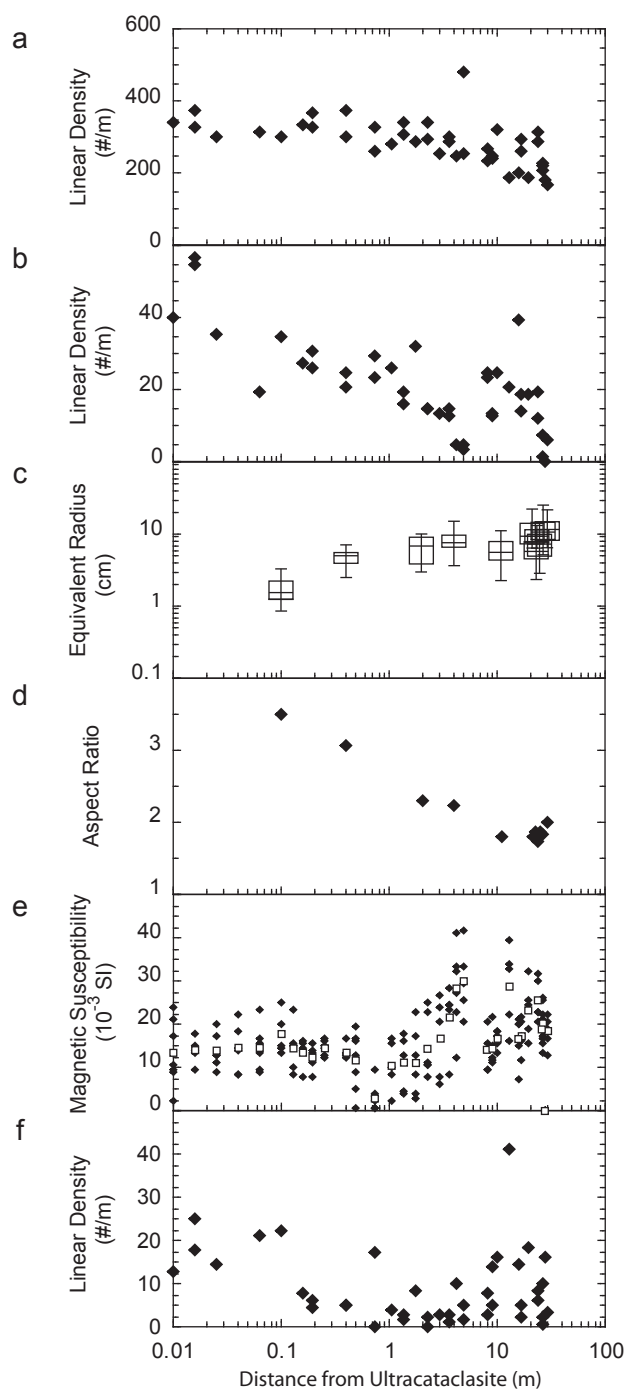 a
600
400
200
0
Linear Density
(#/m)
b
40
20
0
Linear Density
(#/m)
c
10
1
0.1
Equivalent Radius
(cm)
d
3
2
1
Aspect Ratio
e
40
30
20
10
0
Magnetic Susceptibility
(10⁻³ SI)
f
40
30
20
10
0
Linear Density
(#/m)
0.01 0.1 1 10 100
Distance from Ultracataclasite (m)